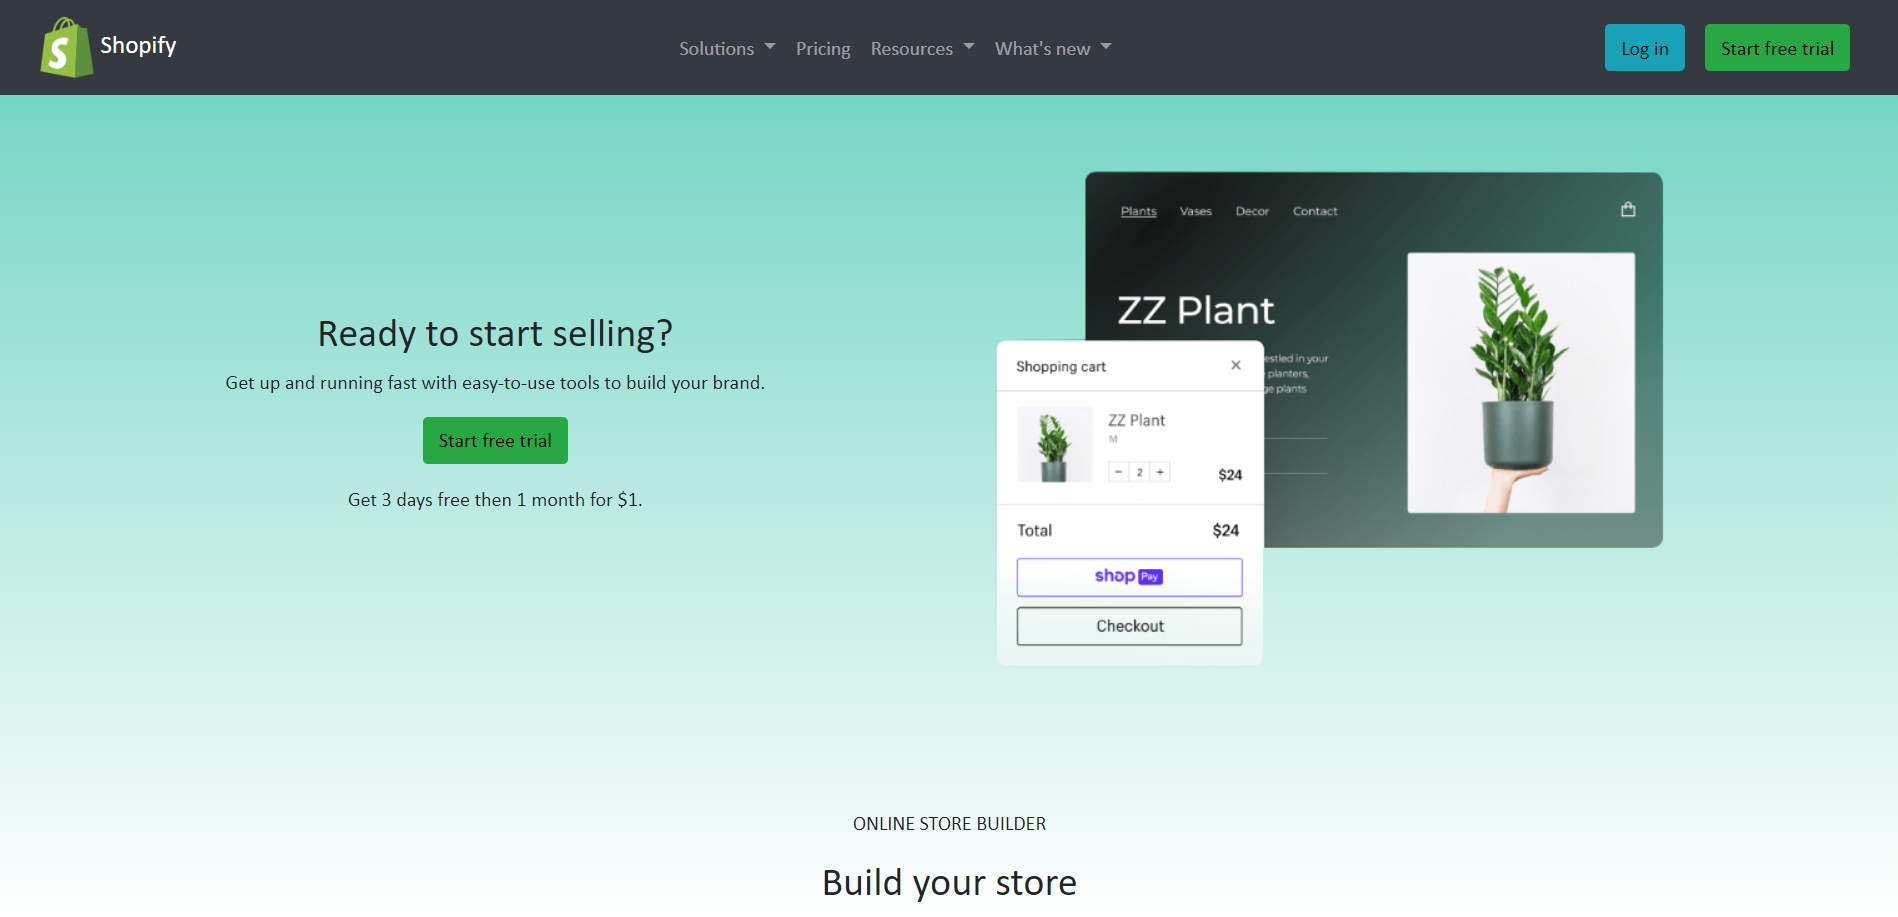 Shopify
Solutions
Pricing
Resources
What's new
Log in
Start free trial
Ready to start selling?
Get up and running fast with easy-to-use tools to build your brand.
Start free trial
Get 3 days free then 1 month for $1.
Plants
Vases
Decor
Contact
ZZ Plant
estled in your
planters,
ge plants
Shopping cart
ZZ Plant
M
− 2 +
$24
Total
$24
shop Pay
Checkout
ONLINE STORE BUILDER
Build your store